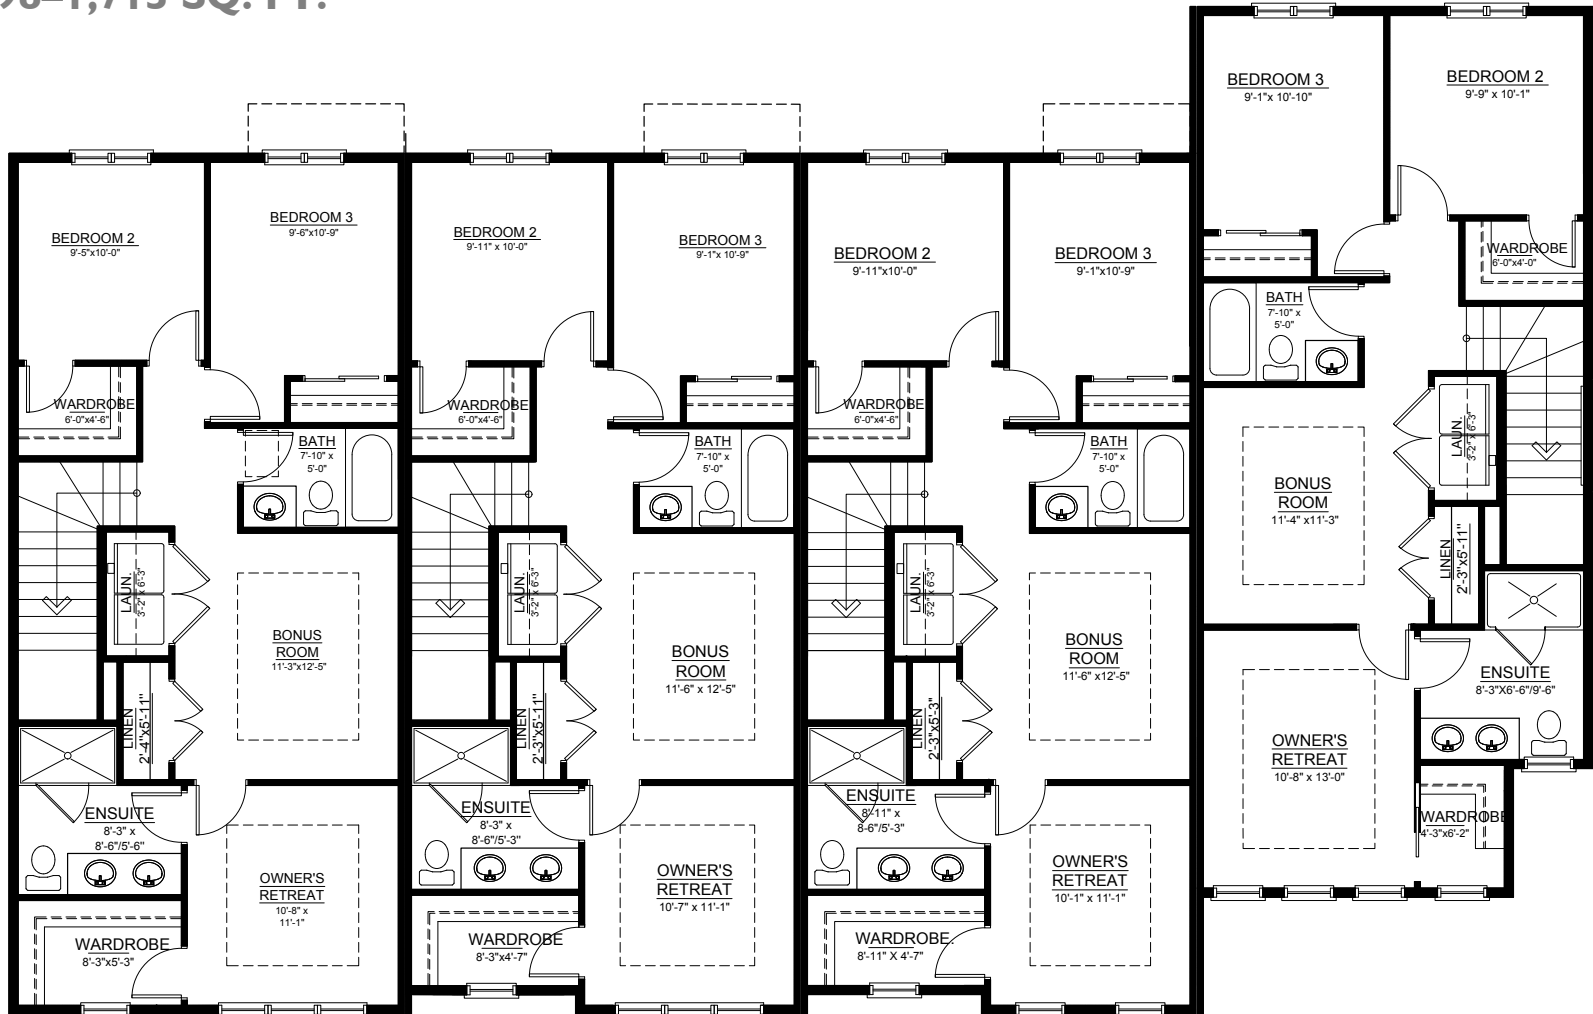 1,715 SQ. FT.
BEDROOM 2
9'-5"x10'-0"
BEDROOM 3
9'-6"x10'-9"
WARDROBE
6'-0"x4'-6"
BATH
7'-10" x
5'-0"
LAUN.
3'-2" x 6'-3"
BONUS
ROOM
11'-3"x12'-5"
LINEN
2'-4"x5'-11"
ENSUITE
8'-3" x
8'-6"/5'-6"
OWNER'S
RETREAT
10'-8" x
11'-1"
WARDROBE
8'-3"x5'-3"
BEDROOM 2
9'-11" x 10'-0"
BEDROOM 3
9'-1"x 10'-9"
WARDROBE
6'-0"x4'-6"
BATH
7'-10" x
5'-0"
LAUN.
3'-2" x 6'-3"
BONUS
ROOM
11'-6" x 12'-5"
LINEN
2'-3"x5'-11"
ENSUITE
8'-3" x
8'-6"/5'-3"
OWNER'S
RETREAT
10'-7" x 11'-1"
WARDROBE
8'-3"x4'-7"
BEDROOM 2
9'-11"x10'-0"
BEDROOM 3
9'-1"x10'-9"
WARDROBE
6'-0"x4'-6"
BATH
7'-10" x
5'-0"
LAUN.
3'-2" x 6'-3"
BONUS
ROOM
11'-6" x12'-5"
LINEN
2'-3"x5'-3"
ENSUITE
8'-11" x
8-6"/5'-3"
OWNER'S
RETREAT
10'-1" x 11'-1"
WARDROBE.
8'-11" X 4'-7"
BEDROOM 3
9'-1"x 10'-10"
BEDROOM 2
9'-9" x 10'-1"
WARDROBE
6'-0"x4'-0"
BATH
7'-10" x
5'-0"
LAUN.
3'-2" x 6'-3"
BONUS
ROOM
11'-4" x11'-3"
LINEN
2'-3"x5'-11"
ENSUITE
8'-3"X6'-6"/9'-6"
OWNER'S
RETREAT
10'-8" x 13'-0"
WARDROBE
4'-3"x6'-2"